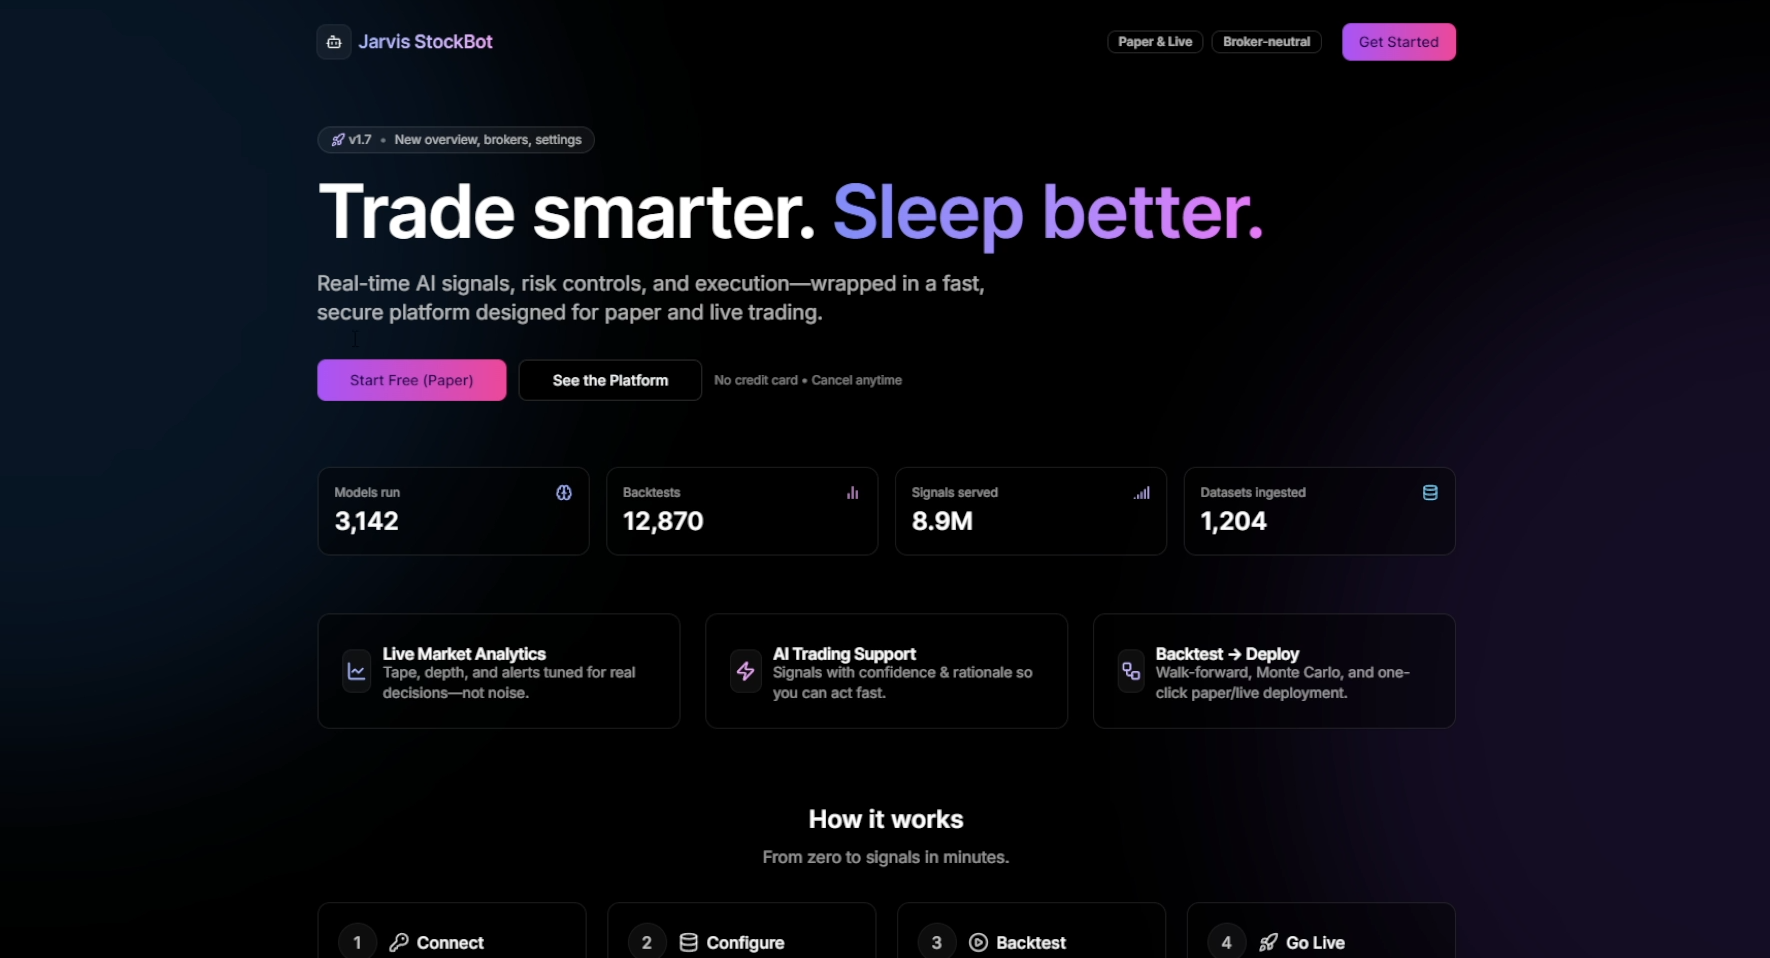 Jarvis StockBot
Paper & Live
Broker-neutral
Get Started
v1.7 • New overview, brokers, settings
Trade smarter. Sleep better.
Real-time AI signals, risk controls, and execution—wrapped in a fast,
secure platform designed for paper and live trading.
Start Free (Paper)
See the Platform
No credit card • Cancel anytime
Models run
3,142
Backtests
12,870
Signals served
8.9M
Datasets ingested
1,204
Live Market Analytics
Tape, depth, and alerts tuned for real
decisions—not noise.
AI Trading Support
Signals with confidence & rationale so
you can act fast.
Backtest → Deploy
Walk-forward, Monte Carlo, and one-
click paper/live deployment.
How it works
From zero to signals in minutes.
1 Connect
2 Configure
3 Backtest
4 Go Live